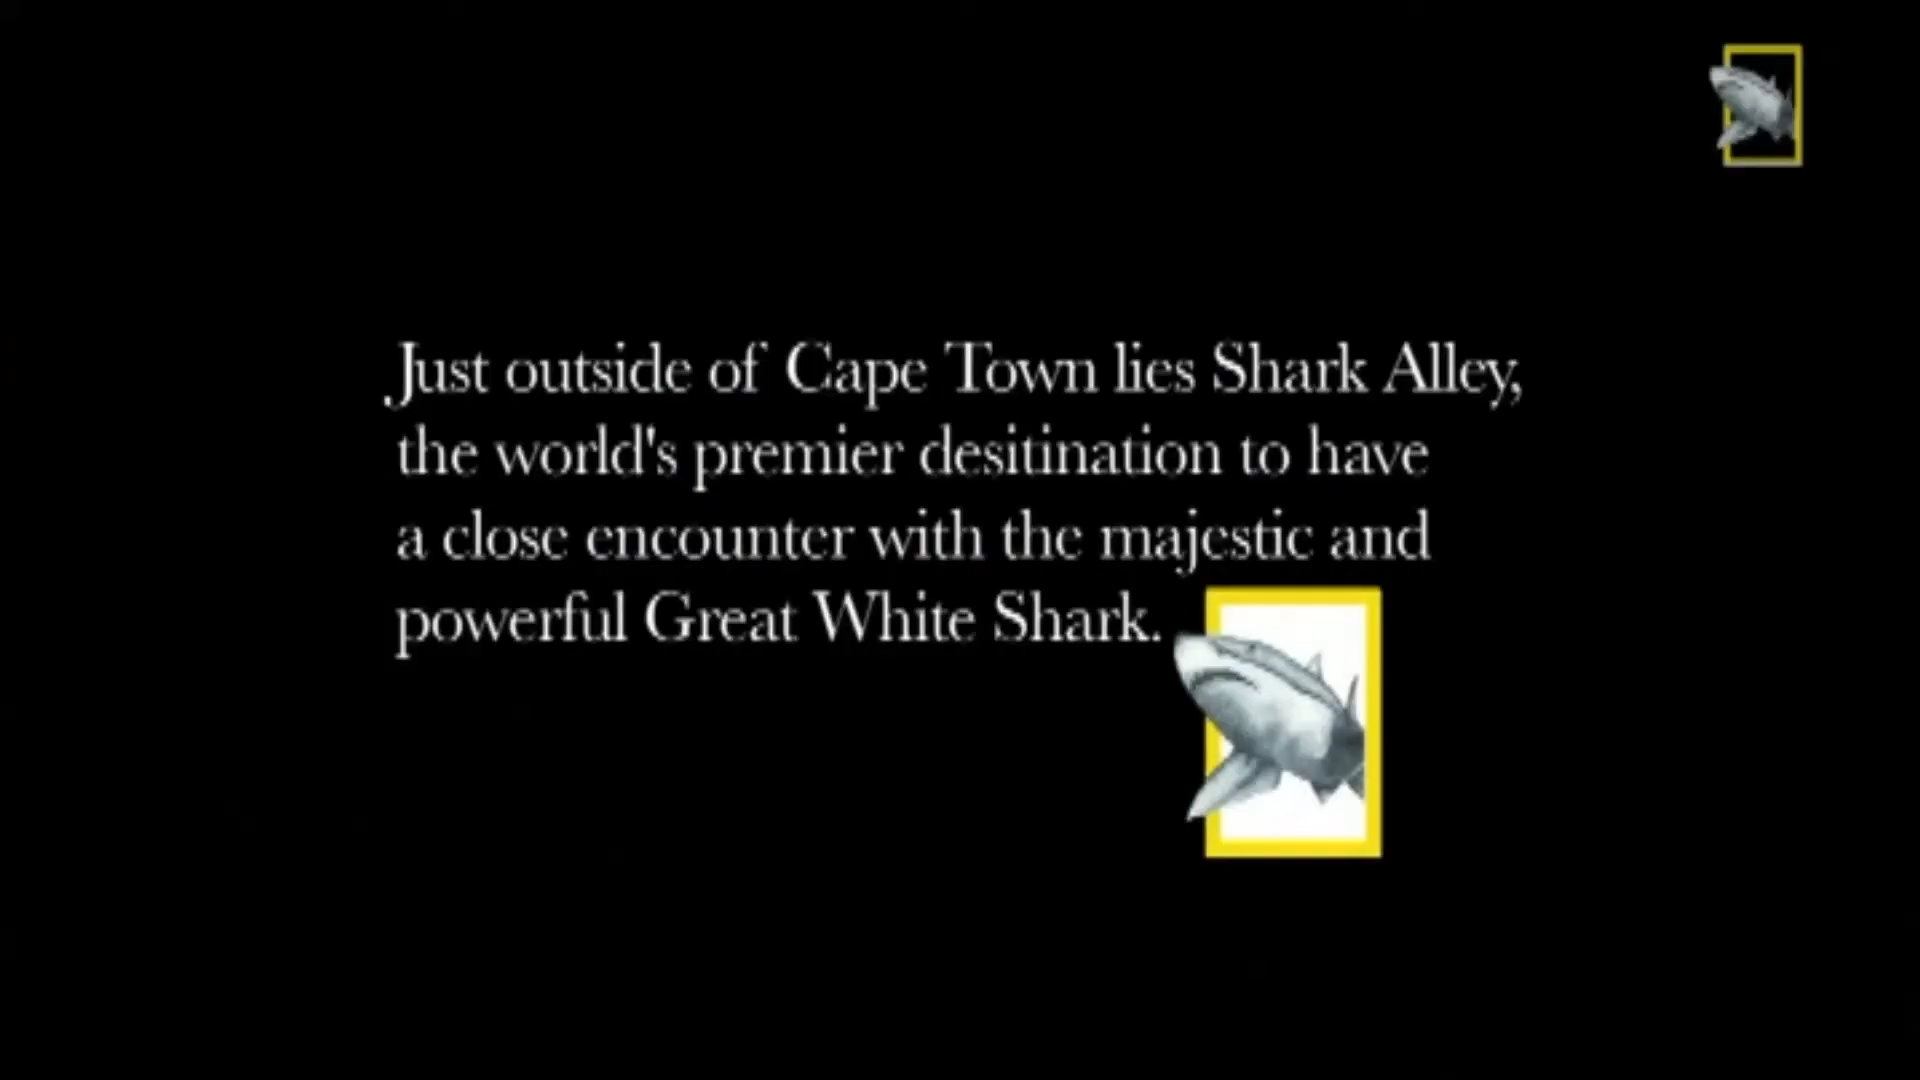 Just outside of Cape Town lies Shark Alley,
the world's premier desitination to have
a close encounter with the majestic and
powerful Great White Shark.